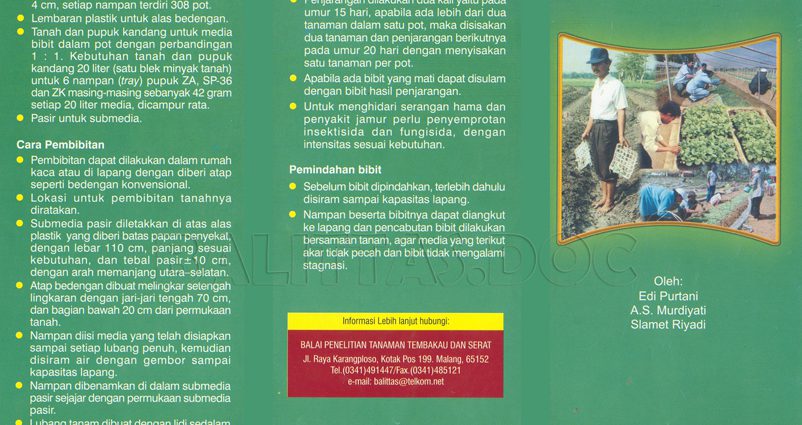 4 cm, setiap nampan terdiri 308 pot.
Lembaran plastik untuk alas bedengan.
Tanah dan pupuk kandang untuk media
bibit dalam pot dengan perbandingan
1 : 1. Kebutuhan tanah dan pupuk
kandang 20 liter (satu blek minyak tanah)
untuk 6 nampan (tray) pupuk ZA, SP-36
dan ZK masing-masing sebanyak 42 gram
setiap 20 liter media, dicampur rata.
Pasir untuk submedia.
Cara Pembibitan
Pembibitan dapat dilakukan dalam rumah
kaca atau di lapang dengan diberi atap
seperti bedengan konvensional.
Lokasi untuk pembibitan tanahnya
diratakan.
Submedia pasir diletakkan di atas alas
plastik yang diberi batas papan penyekat,
dengan lebar 110 cm, panjang sesuai
kebutuhan, dan tebal pasir ± 10 cm,
dengan arah memanjang utara–selatan.
Atap bedengan dibuat melingkar setengah
lingkaran dengan jari-jari tengah 70 cm,
dan bagian bawah 20 cm dari permukaan
tanah.
Nampan diisi media yang telah disiapkan
sampai setiap lubang penuh, kemudian
disiram air dengan gembor sampai
kapasitas lapang.
Nampan dibenamkan di dalam submedia
pasir sejajar dengan permukaan submedia
pasir.
Lubang tanam dibuat dengan lidi sedalam
Penjarangan dilakukan dua kali yaitu pada
umur 15 hari, apabila ada lebih dari dua
tanaman dalam satu pot, maka disisakan
dua tanaman dan penjarangan berikutnya
pada umur 20 hari dengan menyisakan
satu tanaman per pot.
Apabila ada bibit yang mati dapat disulam
dengan bibit hasil penjarangan.
Untuk menghidari serangan hama dan
penyakit jamur perlu penyemprotan
insektisida dan fungisida, dengan
intensitas sesuai kebutuhan.
Pemindahan bibit
Sebelum bibit dipindahkan, terlebih dahulu
disiram sampai kapasitas lapang.
Nampan beserta bibitnya dapat diangkut
ke lapang dan pencabutan bibit dilakukan
bersamaan tanam, agar media yang terikut
akar tidak pecah dan bibit tidak mengalami
stagnasi.
Informasi Lebih lanjut hubungi:
BALAI PENELITIAN TANAMAN TEMBAKAU DAN SERAT
Jl. Raya Karangploso, Kotak Pos 199. Malang, 65152
Tel.(0341)491447/Fax.(0341)485121
e-mail: balittas@telkom.net
Oleh:
Edi Purtani
A.S. Murdiyati
Slamet Riyadi
BALITTAS.DOC